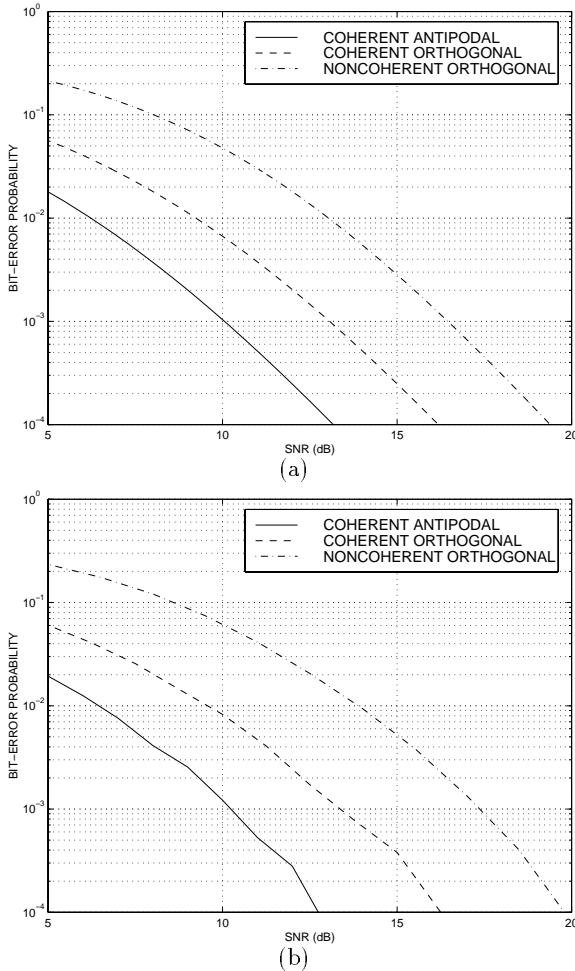 10^0
10^-1
10^-2
10^-3
10^-4
BIT-ERROR PROBABILITY
COHERENT ANTIPODAL
COHERENT ORTHOGONAL
NONCOHERENT ORTHOGONAL
5
10
15
20
SNR (dB)
(a)
10^0
10^-1
10^-2
10^-3
10^-4
BIT-ERROR PROBABILITY
COHERENT ANTIPODAL
COHERENT ORTHOGONAL
NONCOHERENT ORTHOGONAL
5
10
15
20
SNR (dB)
(b)